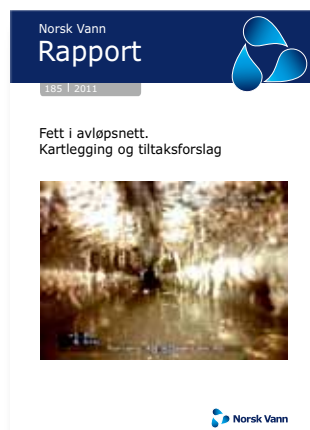 Norsk Vann
Rapport
185 | 2011
Fett i avløpsnett.
Kartlegging og tiltaksforslag
Norsk Vann